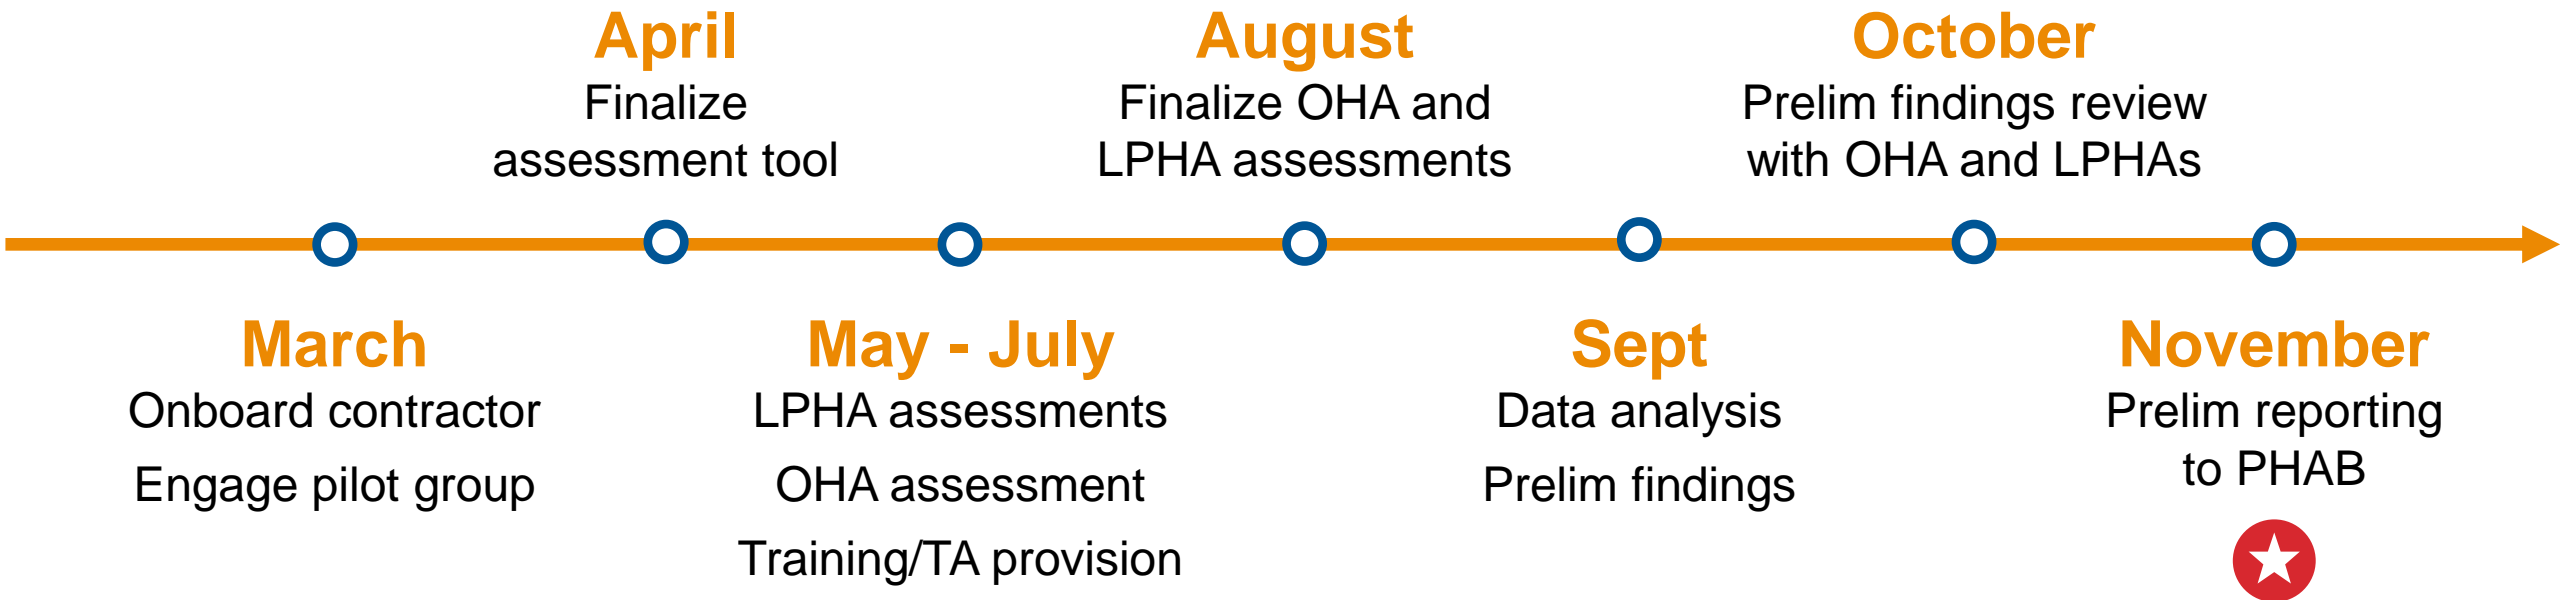 April
Finalize
assessment tool
August
Finalize OHA and
LPHA assessments
October
Prelim findings review
with OHA and LPHAs
March
Onboard contractor
Engage pilot group
May - July
LPHA assessments
OHA assessment
Training/TA provision
Sept
Data analysis
Prelim findings
November
Prelim reporting
to PHAB